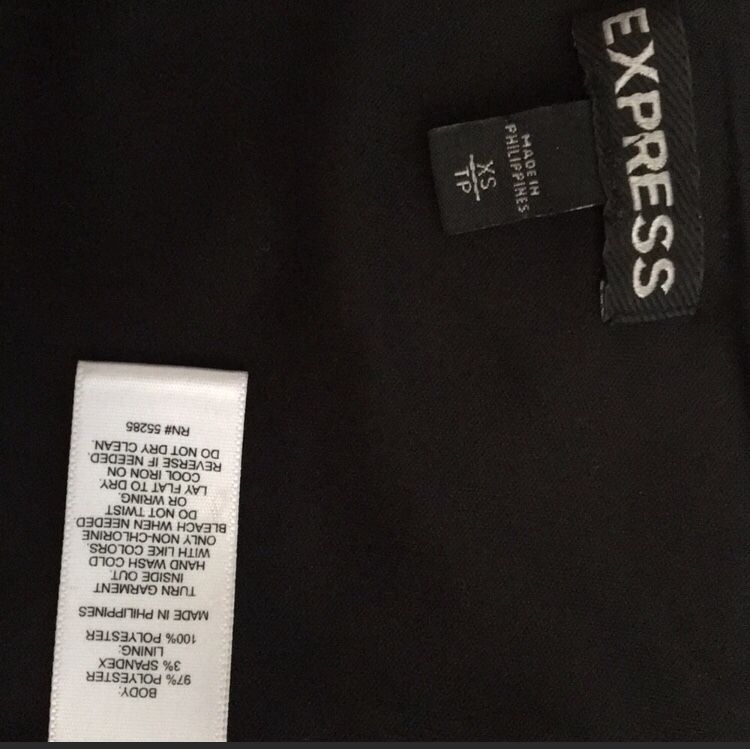 EXPRESS
MADE IN
PHILIPPINES
XS
TP
BODY:
97% POLYESTER
3% SPANDEX
LINING:
100% POLYESTER
MADE IN PHILIPPINES
TURN GARMENT
INSIDE OUT.
HAND WASH COLD
WITH LIKE COLORS.
ONLY NON-CHLORINE
BLEACH WHEN NEEDED
DO NOT TWIST
OR WRING.
LAY FLAT TO DRY.
COOL IRON ON
REVERSE IF NEEDED.
DO NOT DRY CLEAN.
RN# 55285